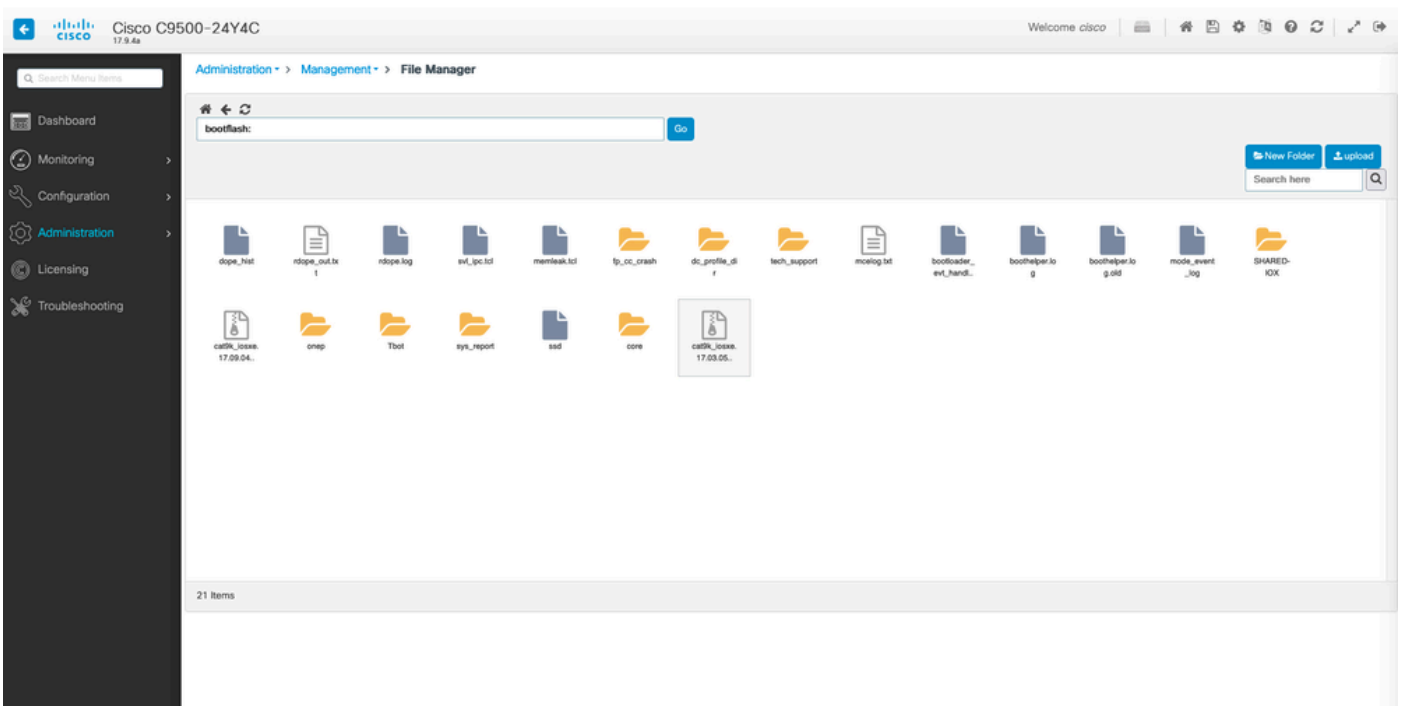 CISCO
Cisco C9500-24Y4C
17.9.4a
Welcome cisco
Search Menu Items
Dashboard
Monitoring
Configuration
Administration
Licensing
Troubleshooting
Administration > Management > File Manager
bootflash:
Go
New Folder
upload
Search here
dope_hist
rdope_out.tx
t
rdope.log
svl_ipc.tcl
memleak.tcl
fp_cc_crash
dc_profile_di
r
tech_support
mcelog.txt
bootloader_
evt_handl..
boothelper.lo
g
boothelper.lo
g.old
mode_event
_log
SHARED-
IOX
cat9k_iosxe.
17.09.04..
onep
Tbot
sys_report
ssd
core
cat9k_iosxe.
17.03.05..
21 Items